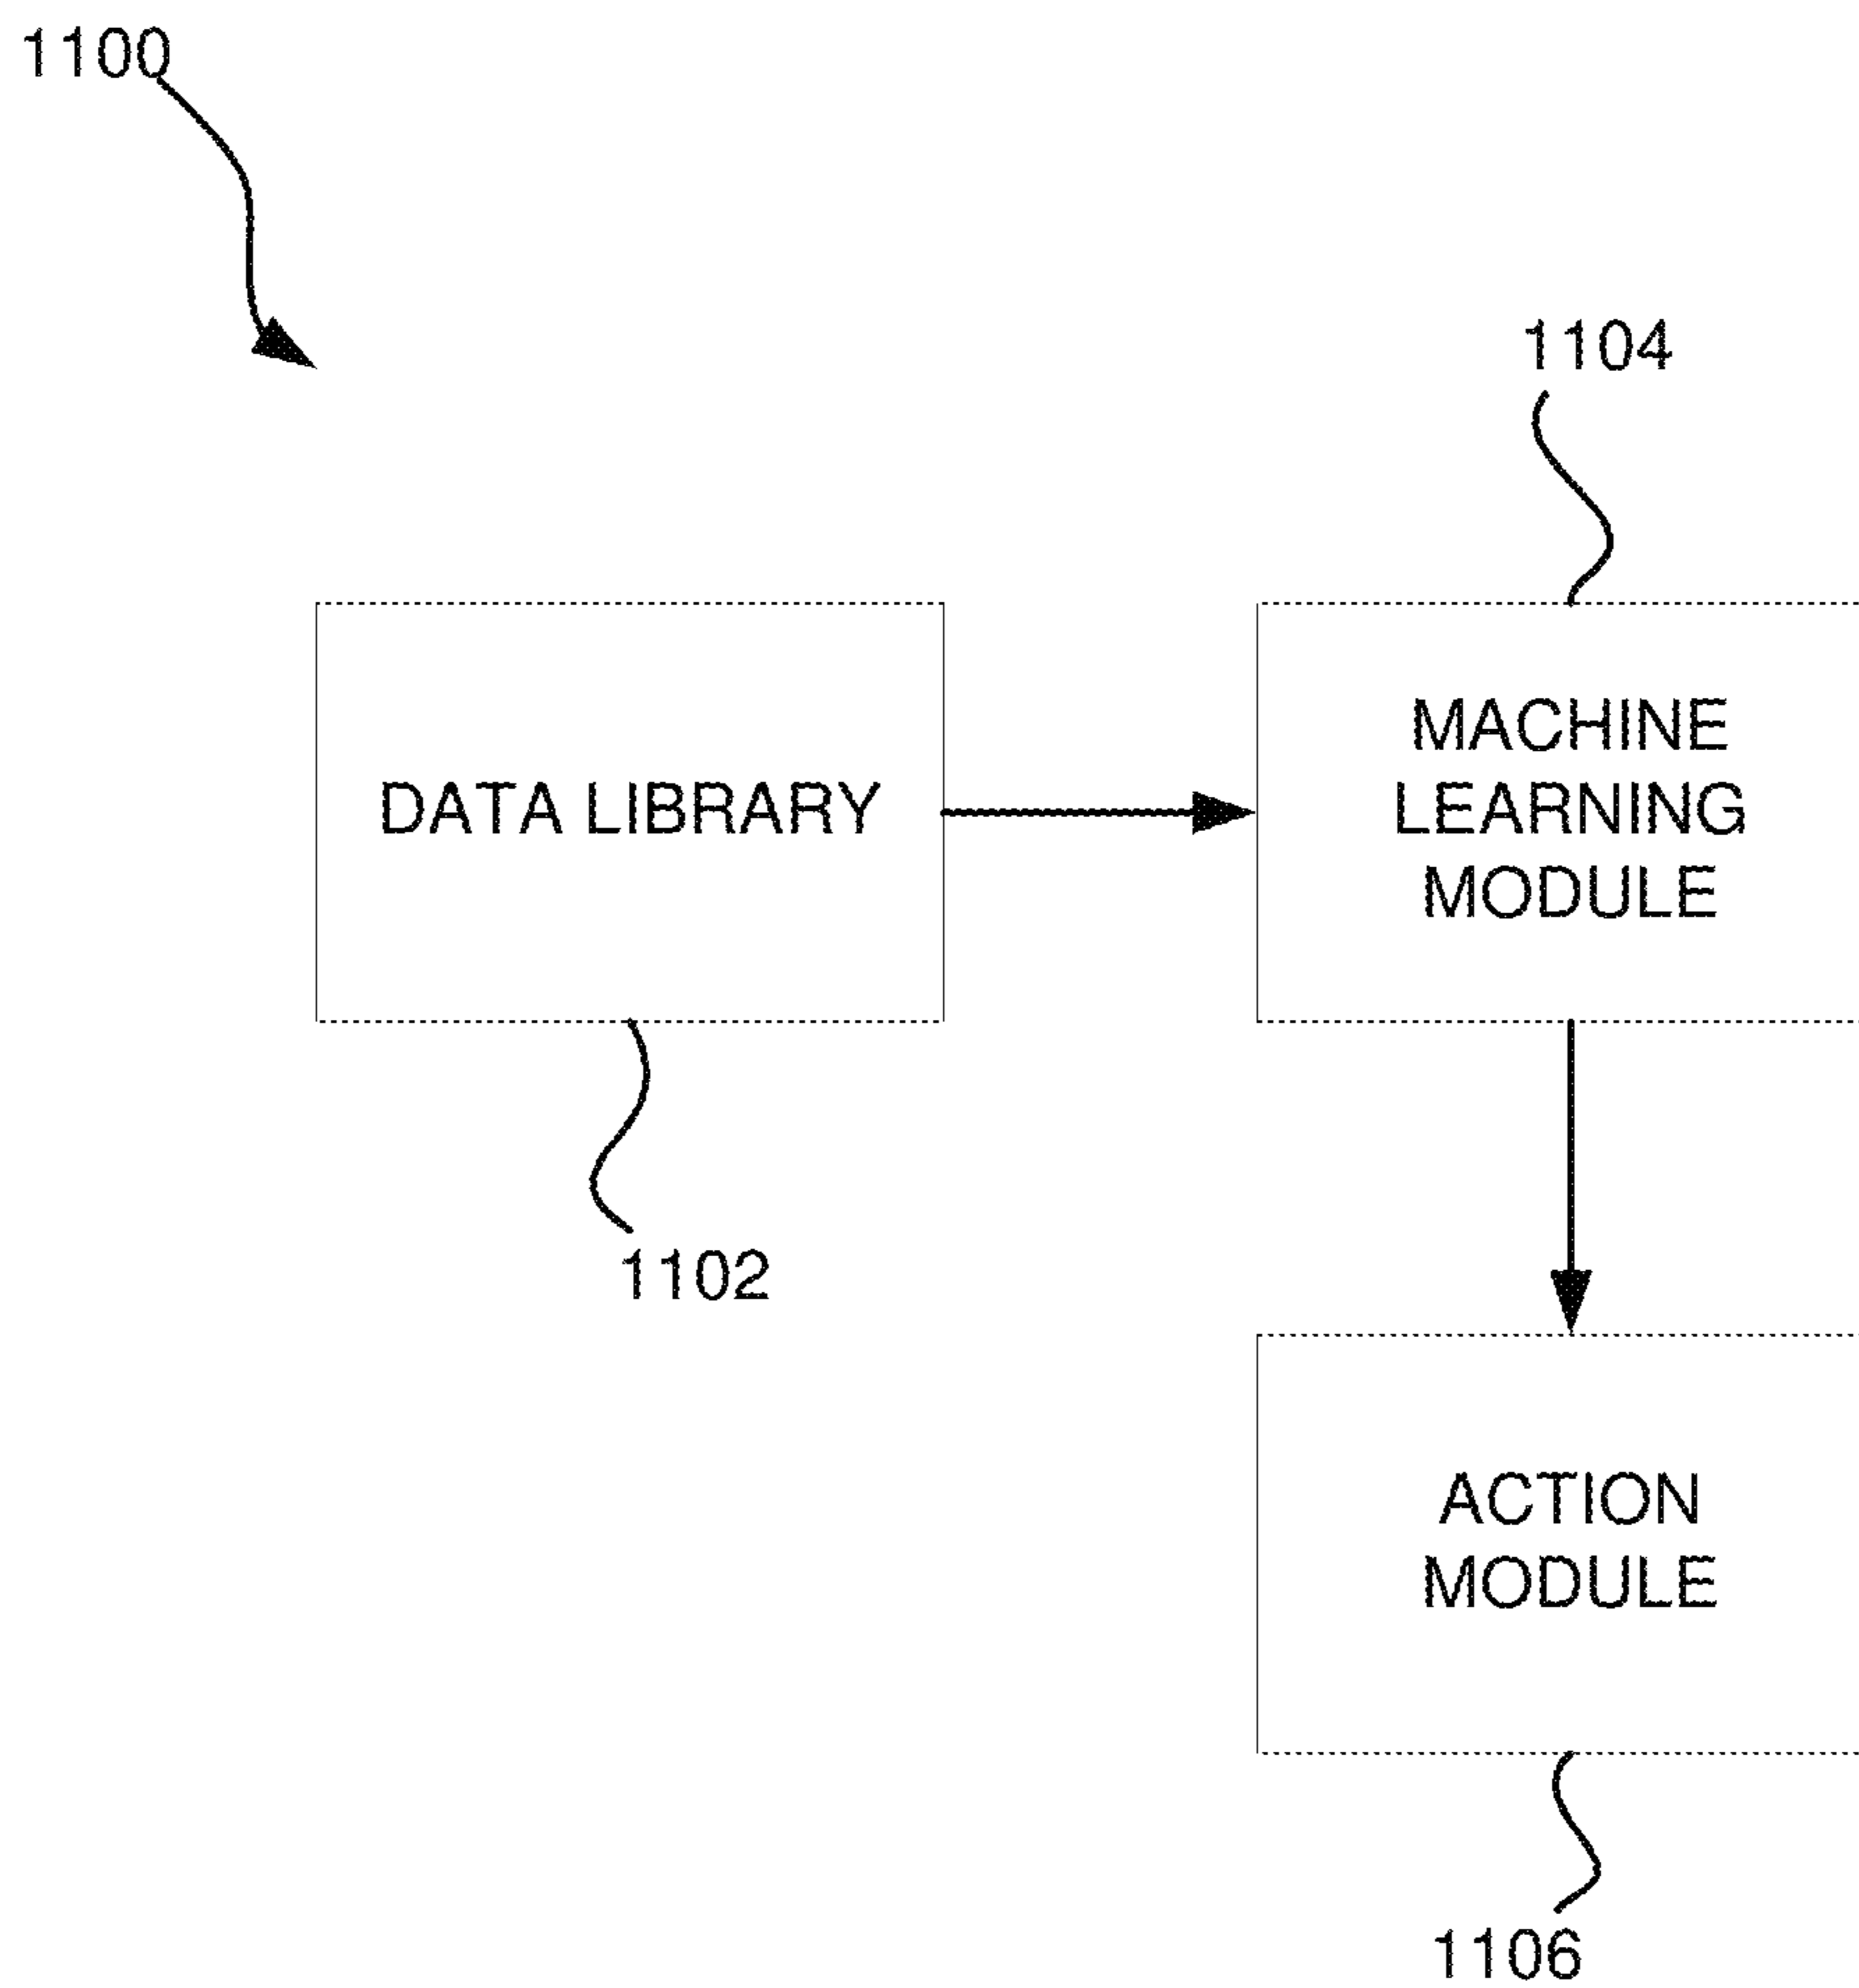 1100
1104
DATA LIBRARY
MACHINE
LEARNING
MODULE
1102
ACTION
MODULE
1106